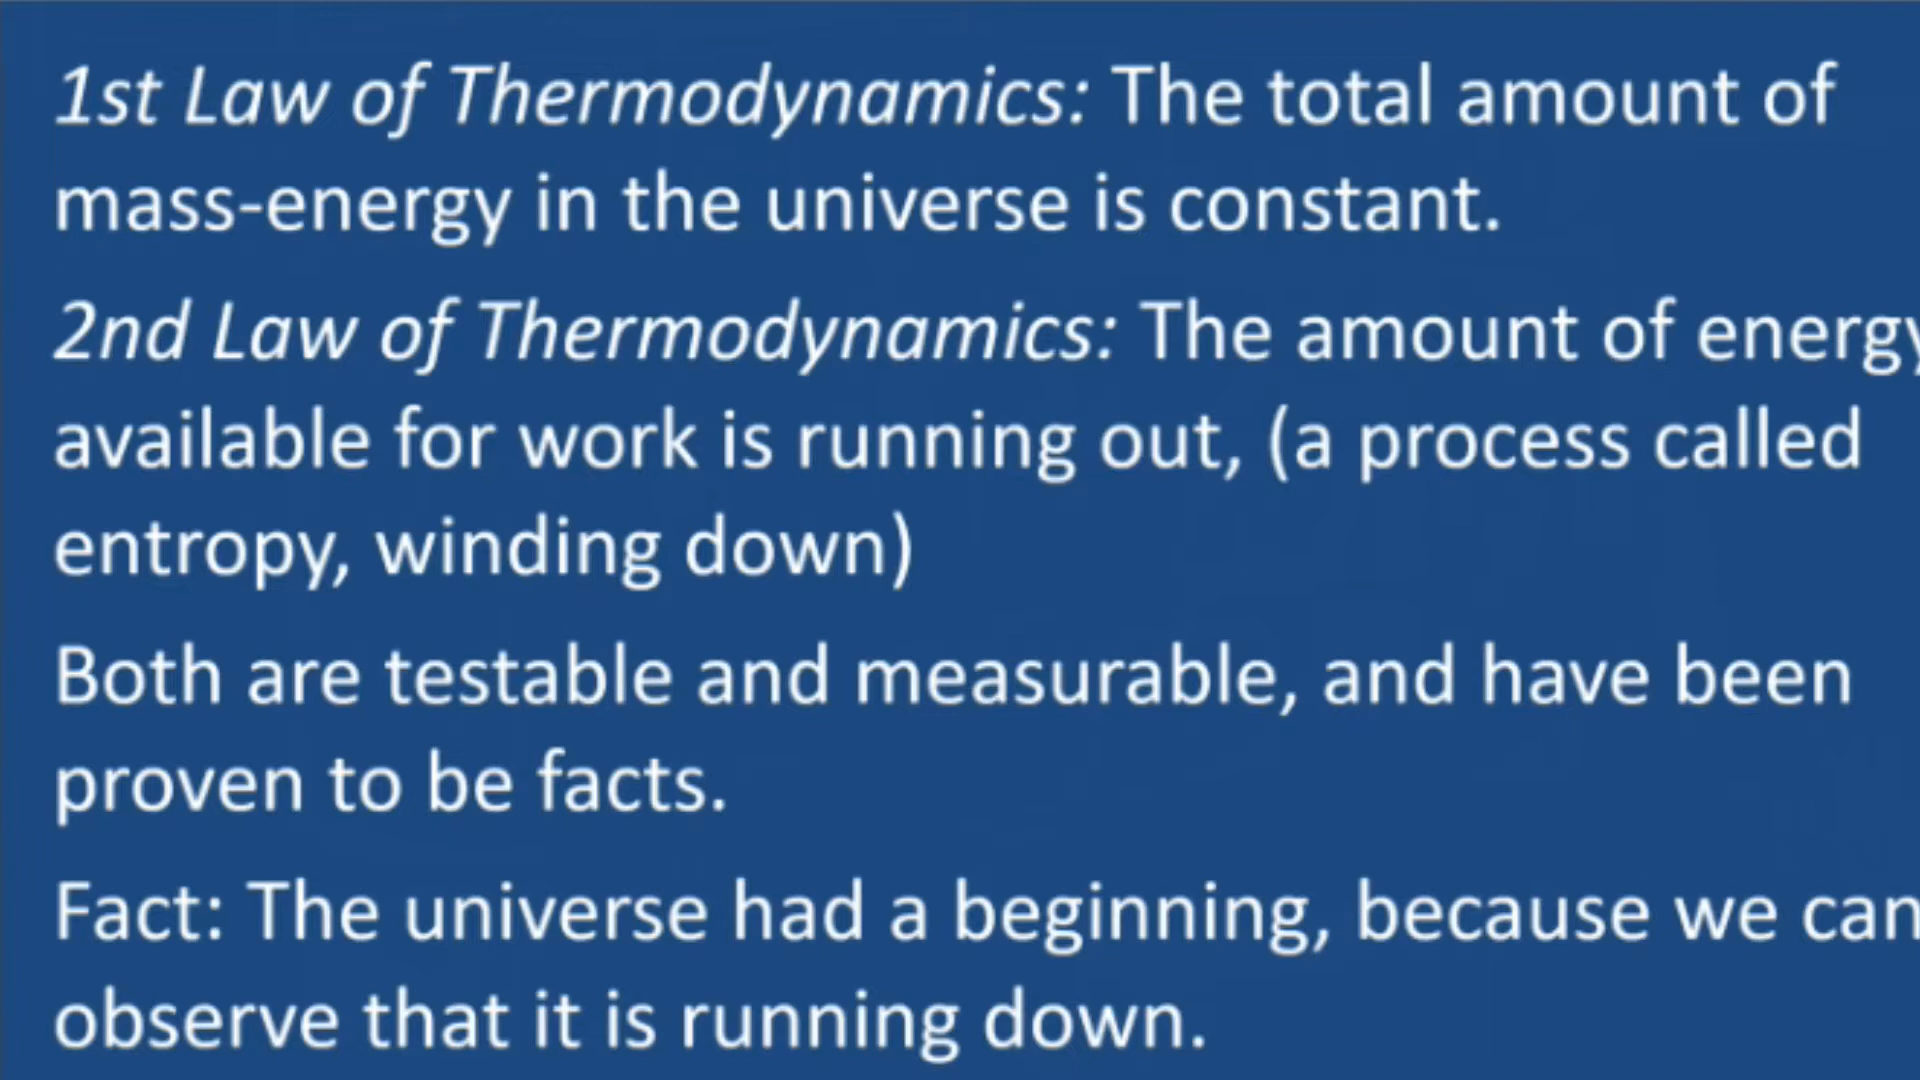 1st Law of Thermodynamics: The total amount of
mass-energy in the universe is constant.
2nd Law of Thermodynamics: The amount of energy
available for work is running out, (a process called
entropy, winding down)
Both are testable and measurable, and have been
proven to be facts.
Fact: The universe had a beginning, because we can
observe that it is running down.